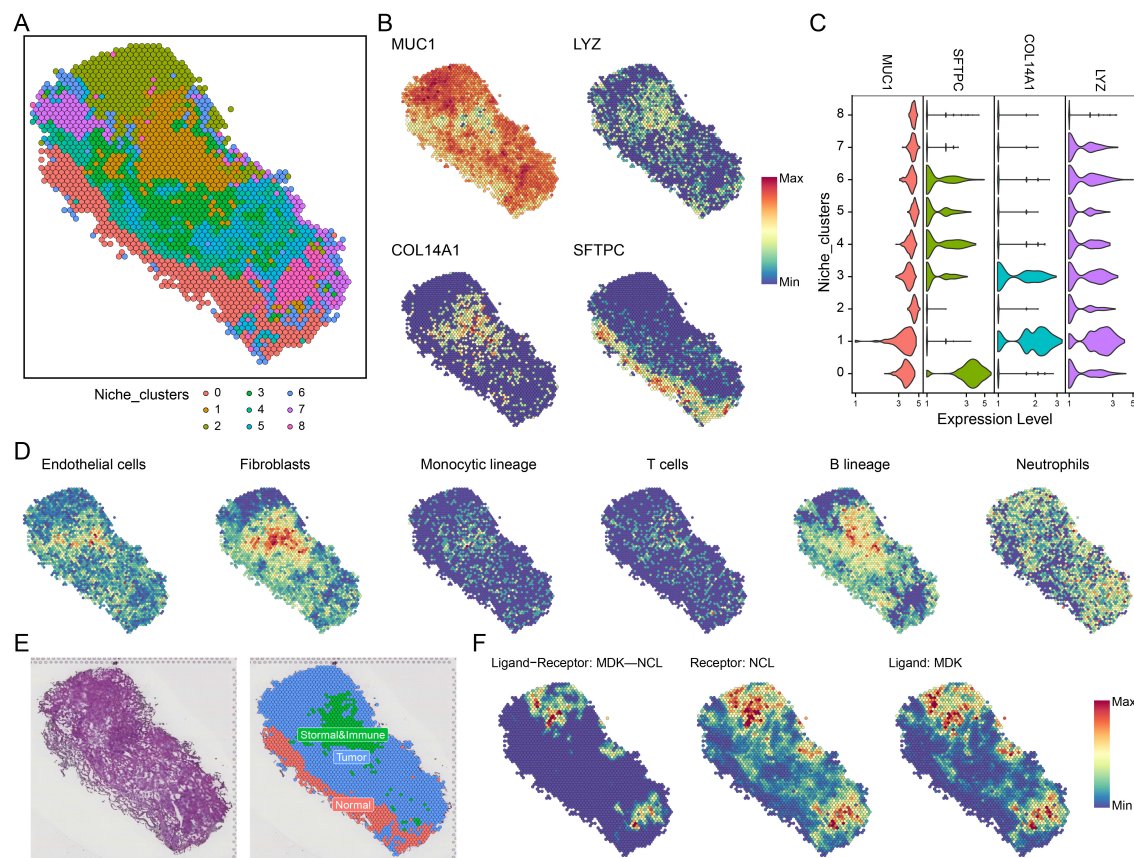 A
Niche_clusters
0 3 6
1 4 7
2 5 8
B
MUC1 LYZ
COL14A1 SFTPC
Max
Min
C
MUC1 SFTPC COL14A1 LYZ
Niche_clusters
8
7
6
5
4
3
2
1
0
1 3 5 1 3 5 1 3 1 3 5
Expression Level
D
Endothelial cells Fibroblasts Monocytic lineage T cells B lineage Neutrophils
E
Stormal&Immune
Tumor
Normal
F
Ligand−Receptor: MDK—NCL Receptor: NCL Ligand: MDK
Max
Min